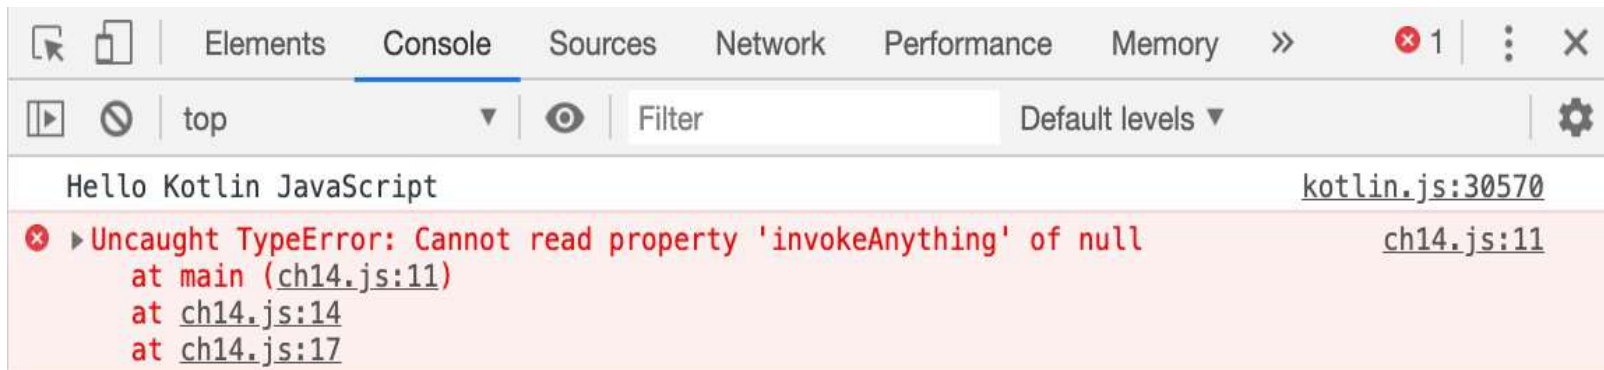 Elements Console Sources Network Performance Memory » 1
top ▼ Filter Default levels ▼
Hello Kotlin JavaScript kotlin.js:30570
▶Uncaught TypeError: Cannot read property 'invokeAnything' of null ch14.js:11
at main (ch14.js:11)
at ch14.js:14
at ch14.js:17